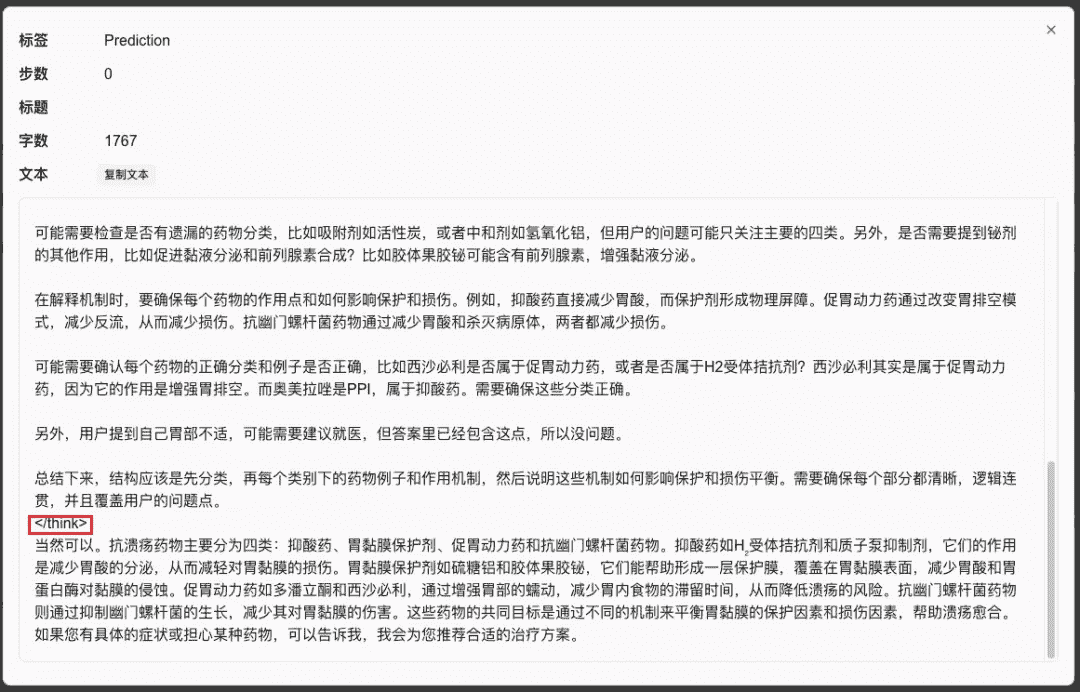 标签 Prediction
步数 0
标题
字数 1767
文本 复制文本
可能需要检查是否有遗漏的药物分类，比如吸附剂如活性炭，或者中和剂如氢氧化铝，但用户的问题可能只关注主要的四类。另外，是否需要提到铋剂
的其他作用，比如促进黏液分泌和前列腺素合成？比如胶体果胶铋可能含有前列腺素，增强黏液分泌。
在解释机制时，要确保每个药物的作用点和如何影响保护和损伤。例如，抑酸药直接减少胃酸，而保护剂形成物理屏障。促胃动力药通过改变胃排空模
式，减少反流，从而减少损伤。抗幽门螺杆菌药物通过减少胃酸和杀灭病原体，两者都减少损伤。
可能需要确认每个药物的正确分类和例子是否正确，比如西沙必利是否属于促胃动力药，或者是否属于H2受体拮抗剂？西沙必利其实是属于促胃动力
药，因为它的作用是增强胃排空。而奥美拉唑是PPI，属于抑酸药。需要确保这些分类正确。
另外，用户提到自己胃部不适，可能需要建议就医，但答案里已经包含这点，所以没问题。
总结下来，结构应该是先分类，再每个类别下的药物例子和作用机制，然后说明这些机制如何影响保护和损伤平衡。需要确保每个部分都清晰，逻辑连
贯，并且覆盖用户的问题点。
</think>
当然可以。抗溃疡药物主要分为四类：抑酸药、胃黏膜保护剂、促胃动力药和抗幽门螺杆菌药物。抑酸药如H₂受体拮抗剂和质子泵抑制剂，它们的作用
是减少胃酸的分泌，从而减轻对胃黏膜的损伤。胃黏膜保护剂如硫糖铝和胶体果胶铋，它们能帮助形成一层保护膜，覆盖在胃黏膜表面，减少胃酸和胃
蛋白酶对黏膜的侵蚀。促胃动力药如多潘立酮和西沙必利，通过增强胃部的蠕动，减少胃内食物的滞留时间，从而降低溃疡的风险。抗幽门螺杆菌药物
则通过抑制幽门螺杆菌的生长，减少其对胃黏膜的伤害。这些药物的共同目标是通过不同的机制来平衡胃黏膜的保护因素和损伤因素，帮助溃疡愈合。
如果您有具体的症状或担心某种药物，可以告诉我，我会为您推荐合适的治疗方案。